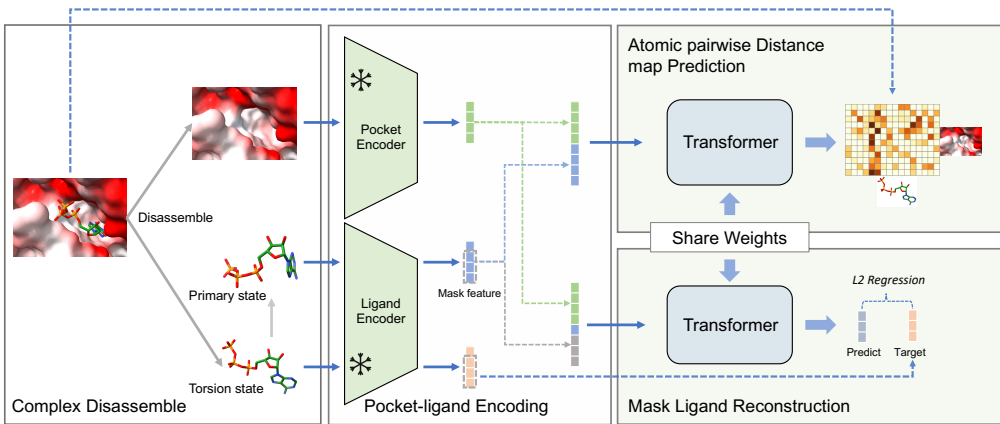 Disassemble
Primary state
Torsion state
Complex Disassemble
Pocket
Encoder
Mask feature
Ligand
Encoder
Pocket-ligand Encoding
Atomic pairwise Distance
map Prediction
Transformer
Share Weights
Transformer
L2 Regression
Predict
Target
Mask Ligand Reconstruction